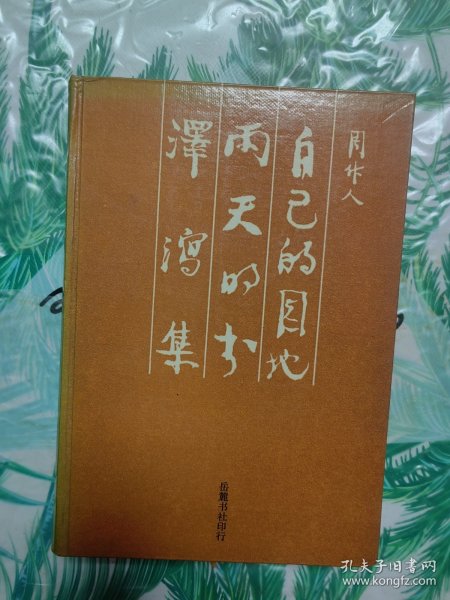 周作人
自己的園地
雨天的书
澤瀉集
岳麓书社印行
孔夫子旧书网
www.kongfz.com